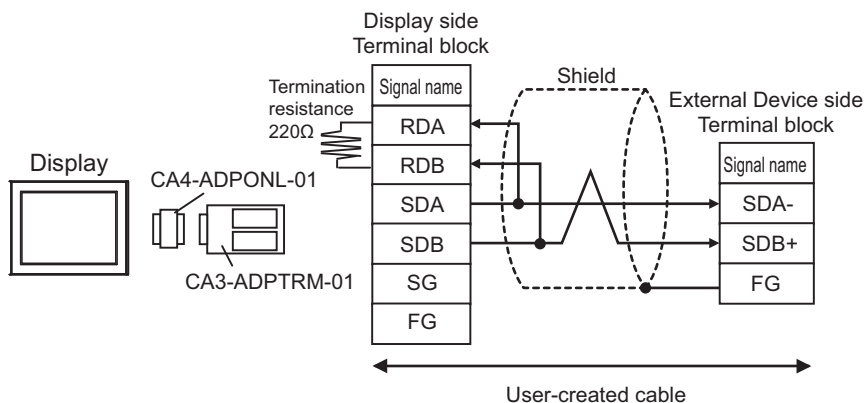 Display side
Terminal block
Signal name
RDA
RDB
SDA
SDB
SG
FG
Termination
resistance
220Ω
Shield
External Device side
Terminal block
Signal name
SDA-
SDB+
FG
Display
CA4-ADPONL-01
CA3-ADPTRM-01
User-created cable